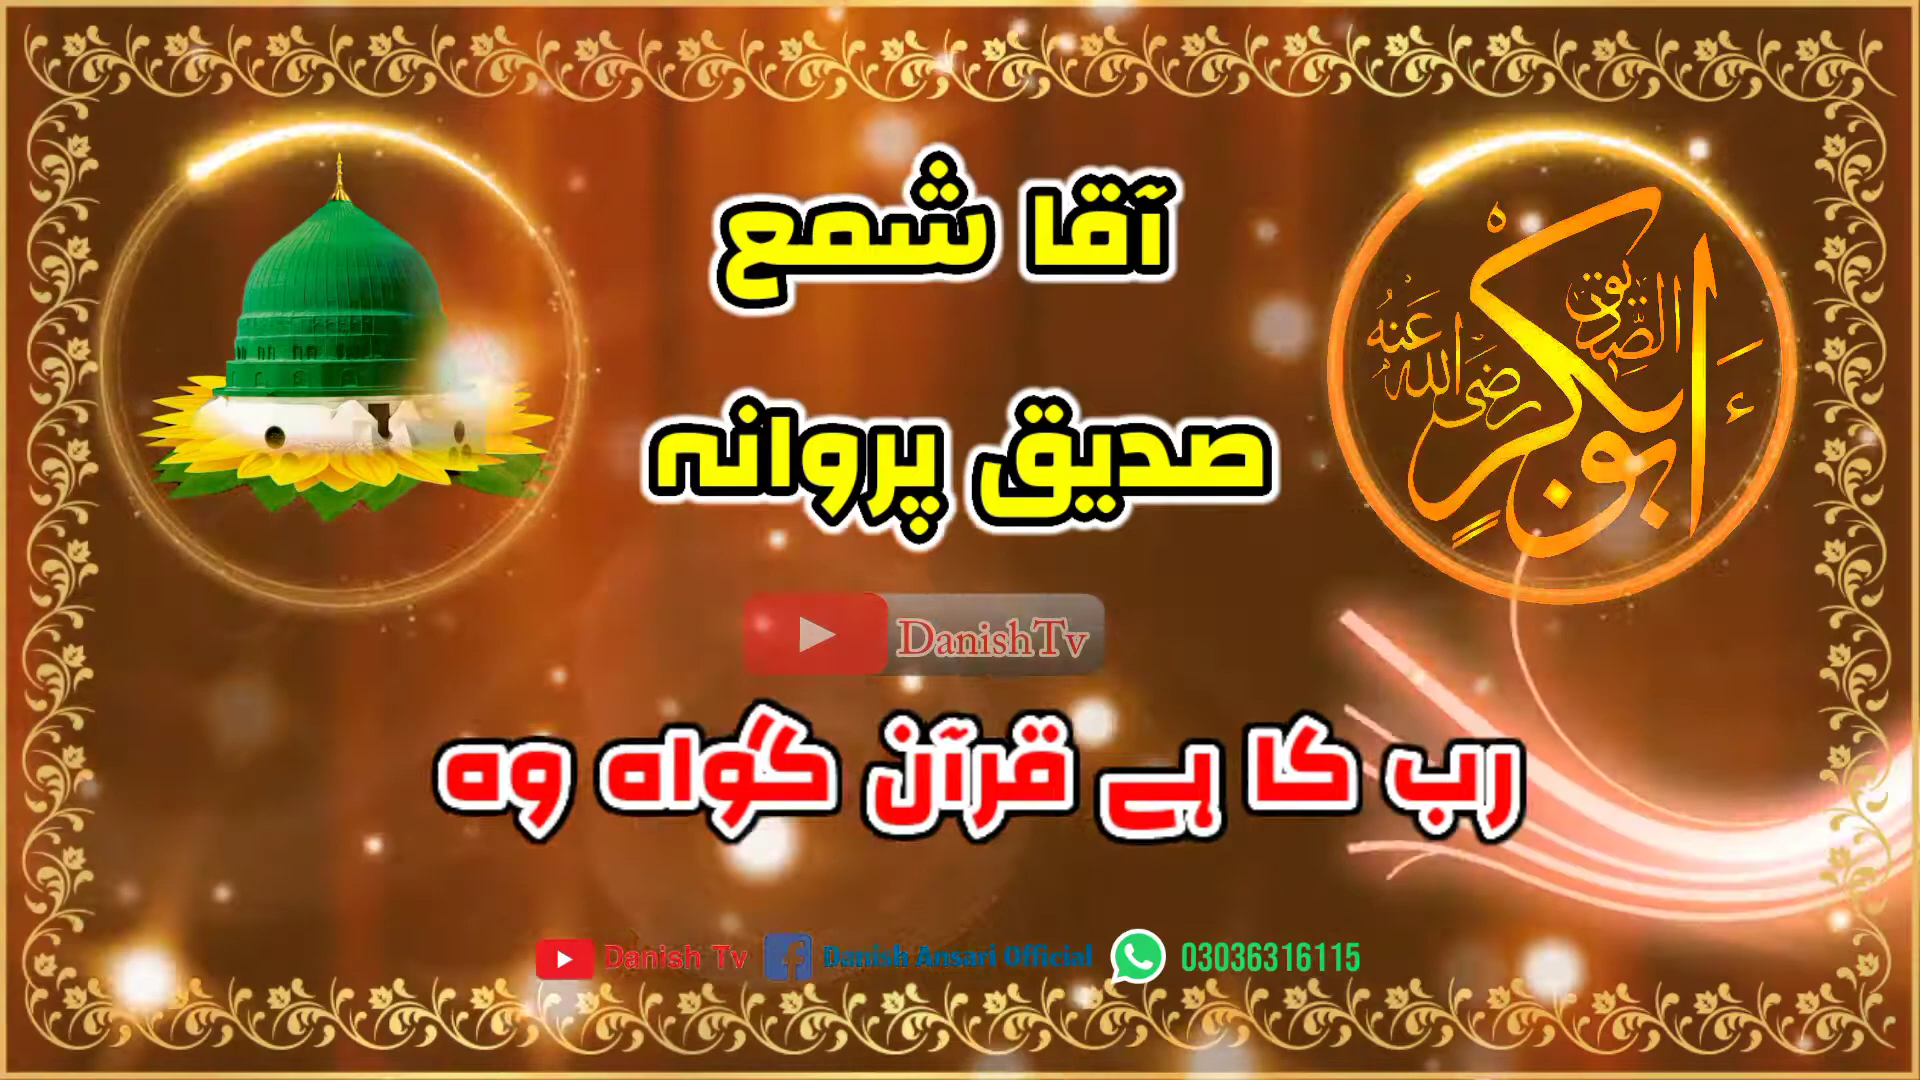 آقا شمع
صدیق پروانہ
ابوبکر الصدیق رضی اللہ عنہ
DanishTv
رب کا ہے قرآن گواہ وہ
Danish Tv Danish Ansari Official 03036316115